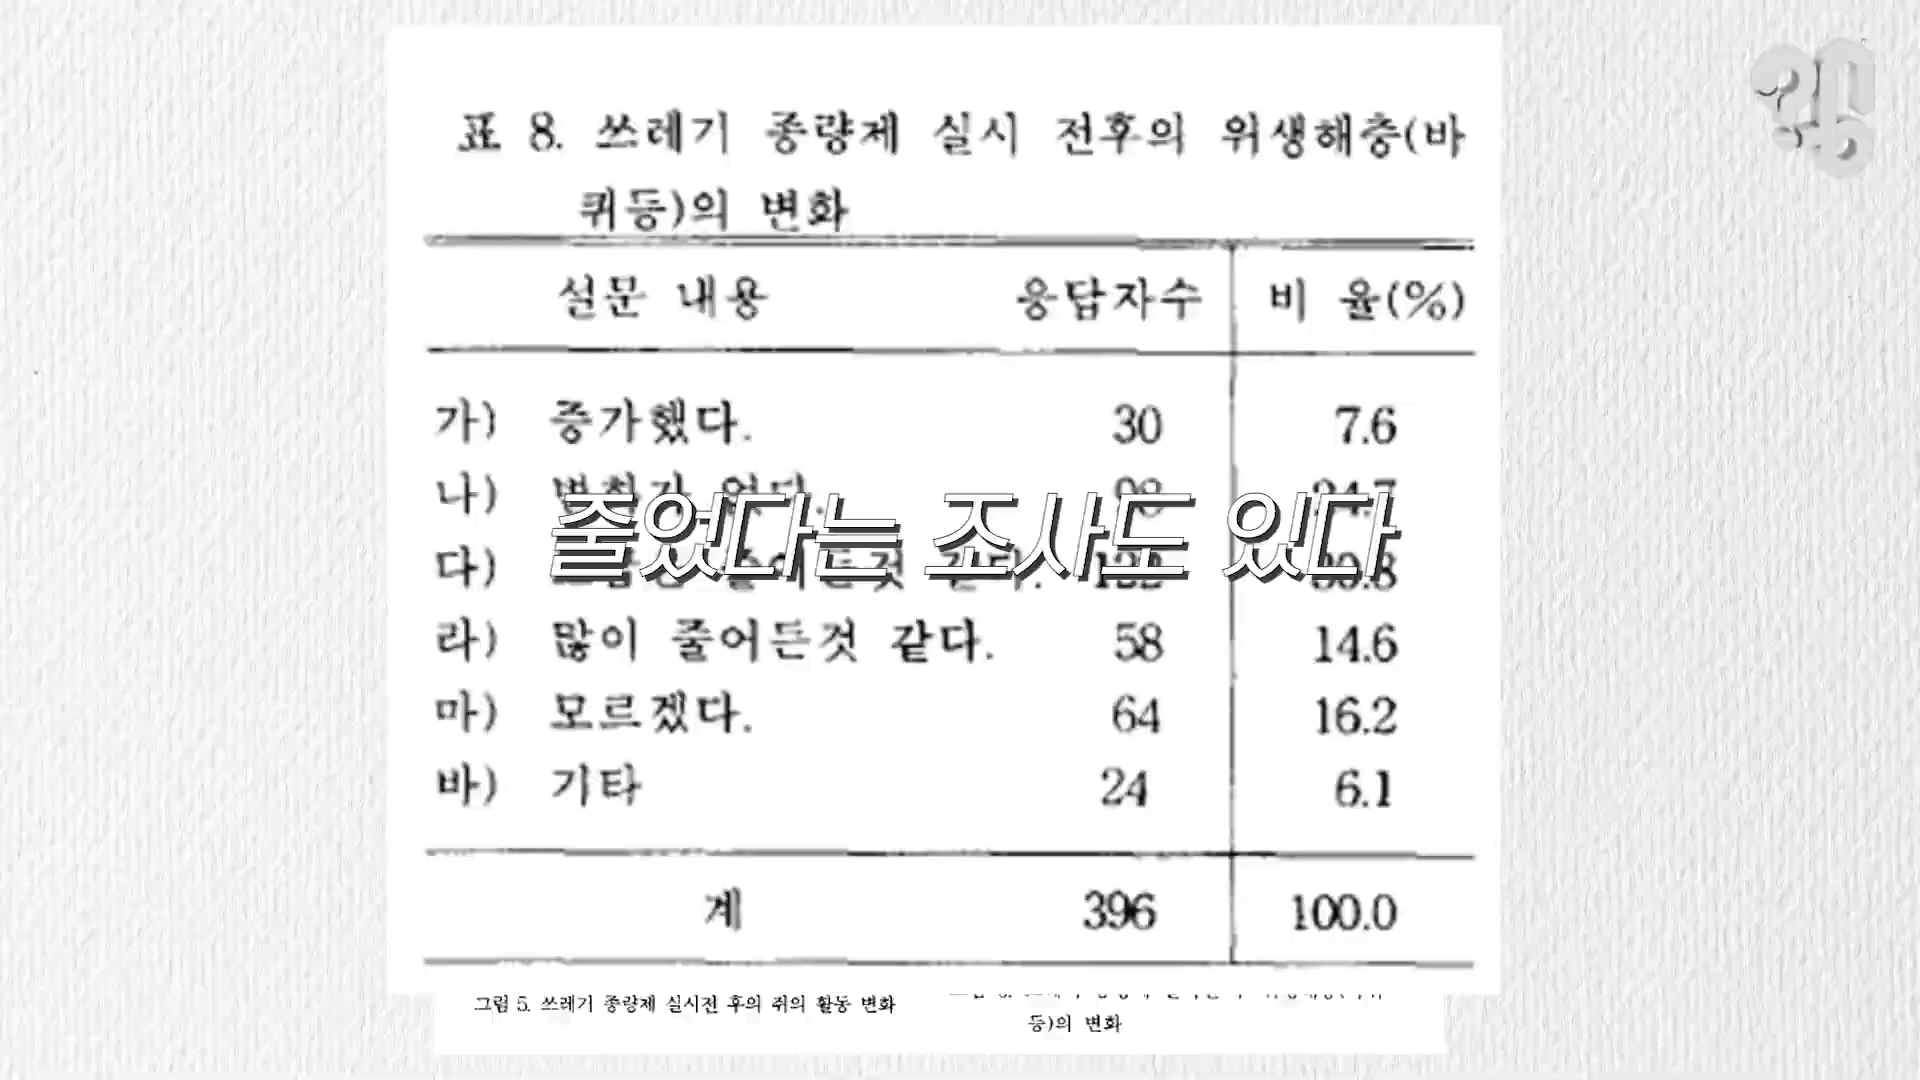 표 8. 쓰레기 종량제 실시 전후의 위생해충(바
퀴등)의 변화
설문 내용 응답자수 비 율(%)
가) 증가했다. 30 7.6
나)
줄었다는 조사도 있다
다)
라) 많이 줄어든것 같다. 58 14.6
마) 모르겠다. 64 16.2
바) 기타 24 6.1
계 396 100.0
그림 5. 쓰레기 종량제 실시전 후의 쥐의 활동 변화
등)의 변화